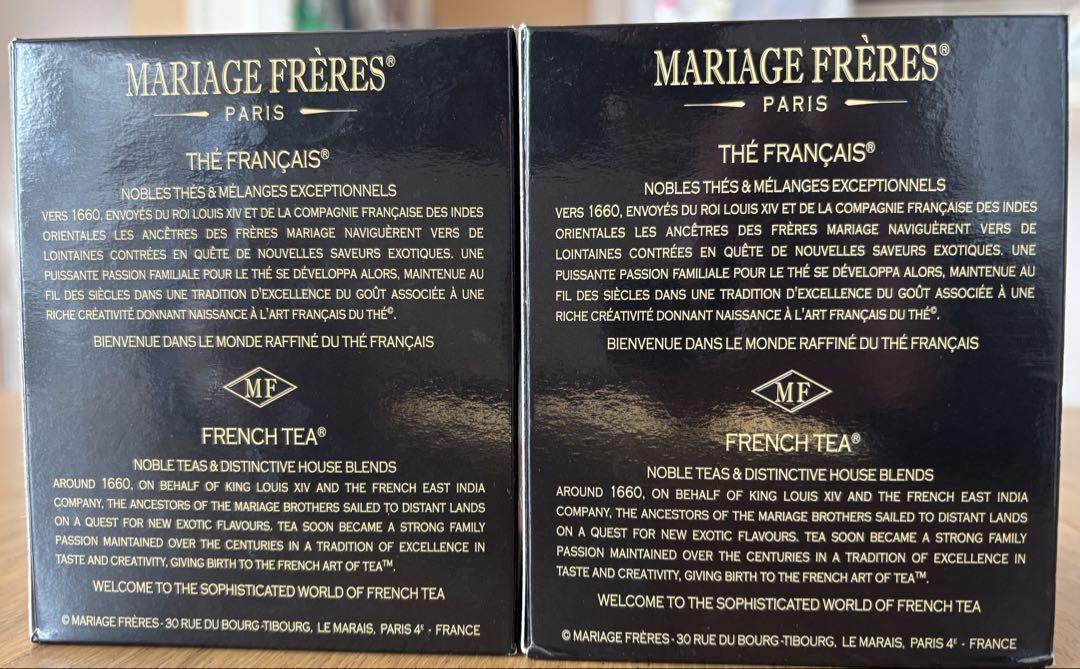 MARIAGE FRÈRES®
PARIS
THÉ FRANÇAIS®
NOBLES THÉS & MÉLANGES EXCEPTIONNELS
VERS 1660, ENVOYÉS DU ROI LOUIS XIV ET DE LA COMPAGNIE FRANÇAISE DES INDES
ORIENTALES LES ANCÊTRES DES FRÈRES MARIAGE NAVIGUÈRENT VERS DE
LOINTAINES CONTRÉES EN QUÊTE DE NOUVELLES SAVEURS EXOTIQUES. UNE
PUISSANTE PASSION FAMILIALE POUR LE THÉ SE DÉVELOPPA ALORS, MAINTENUE AU
FIL DES SIÈCLES DANS UNE TRADITION D'EXCELLENCE DU GOÛT ASSOCIÉE À UNE
RICHE CRÉATIVITÉ DONNANT NAISSANCE À L'ART FRANÇAIS DU THÉ©.
BIENVENUE DANS LE MONDE RAFFINÉ DU THÉ FRANÇAIS
MF
FRENCH TEA®
NOBLE TEAS & DISTINCTIVE HOUSE BLENDS
AROUND 1660, ON BEHALF OF KING LOUIS XIV AND THE FRENCH EAST INDIA
COMPANY, THE ANCESTORS OF THE MARIAGE BROTHERS SAILED TO DISTANT LANDS
ON A QUEST FOR NEW EXOTIC FLAVOURS. TEA SOON BECAME A STRONG FAMILY
PASSION MAINTAINED OVER THE CENTURIES IN A TRADITION OF EXCELLENCE IN
TASTE AND CREATIVITY, GIVING BIRTH TO THE FRENCH ART OF TEA™.
WELCOME TO THE SOPHISTICATED WORLD OF FRENCH TEA
© MARIAGE FRÈRES - 30 RUE DU BOURG-TIBOURG, LE MARAIS, PARIS 4ᴱ - FRANCE
MARIAGE FRÈRES®
PARIS
THÉ FRANÇAIS®
NOBLES THÉS & MÉLANGES EXCEPTIONNELS
VERS 1660, ENVOYÉS DU ROI LOUIS XIV ET DE LA COMPAGNIE FRANÇAISE DES INDES
ORIENTALES LES ANCÊTRES DES FRÈRES MARIAGE NAVIGUÈRENT VERS DE
LOINTAINES CONTRÉES EN QUÊTE DE NOUVELLES SAVEURS EXOTIQUES. UNE
PUISSANTE PASSION FAMILIALE POUR LE THÉ SE DÉVELOPPA ALORS, MAINTENUE AU
FIL DES SIÈCLES DANS UNE TRADITION D'EXCELLENCE DU GOÛT ASSOCIÉE À UNE
RICHE CRÉATIVITÉ DONNANT NAISSANCE À L'ART FRANÇAIS DU THÉ©.
BIENVENUE DANS LE MONDE RAFFINÉ DU THÉ FRANÇAIS
MF
FRENCH TEA®
NOBLE TEAS & DISTINCTIVE HOUSE BLENDS
AROUND 1660, ON BEHALF OF KING LOUIS XIV AND THE FRENCH EAST INDIA
COMPANY, THE ANCESTORS OF THE MARIAGE BROTHERS SAILED TO DISTANT LANDS
ON A QUEST FOR NEW EXOTIC FLAVOURS. TEA SOON BECAME A STRONG FAMILY
PASSION MAINTAINED OVER THE CENTURIES IN A TRADITION OF EXCELLENCE IN
TASTE AND CREATIVITY, GIVING BIRTH TO THE FRENCH ART OF TEA™.
WELCOME TO THE SOPHISTICATED WORLD OF FRENCH TEA
© MARIAGE FRÈRES - 30 RUE DU BOURG-TIBOURG, LE MARAIS, PARIS 4ᴱ - FRANCE